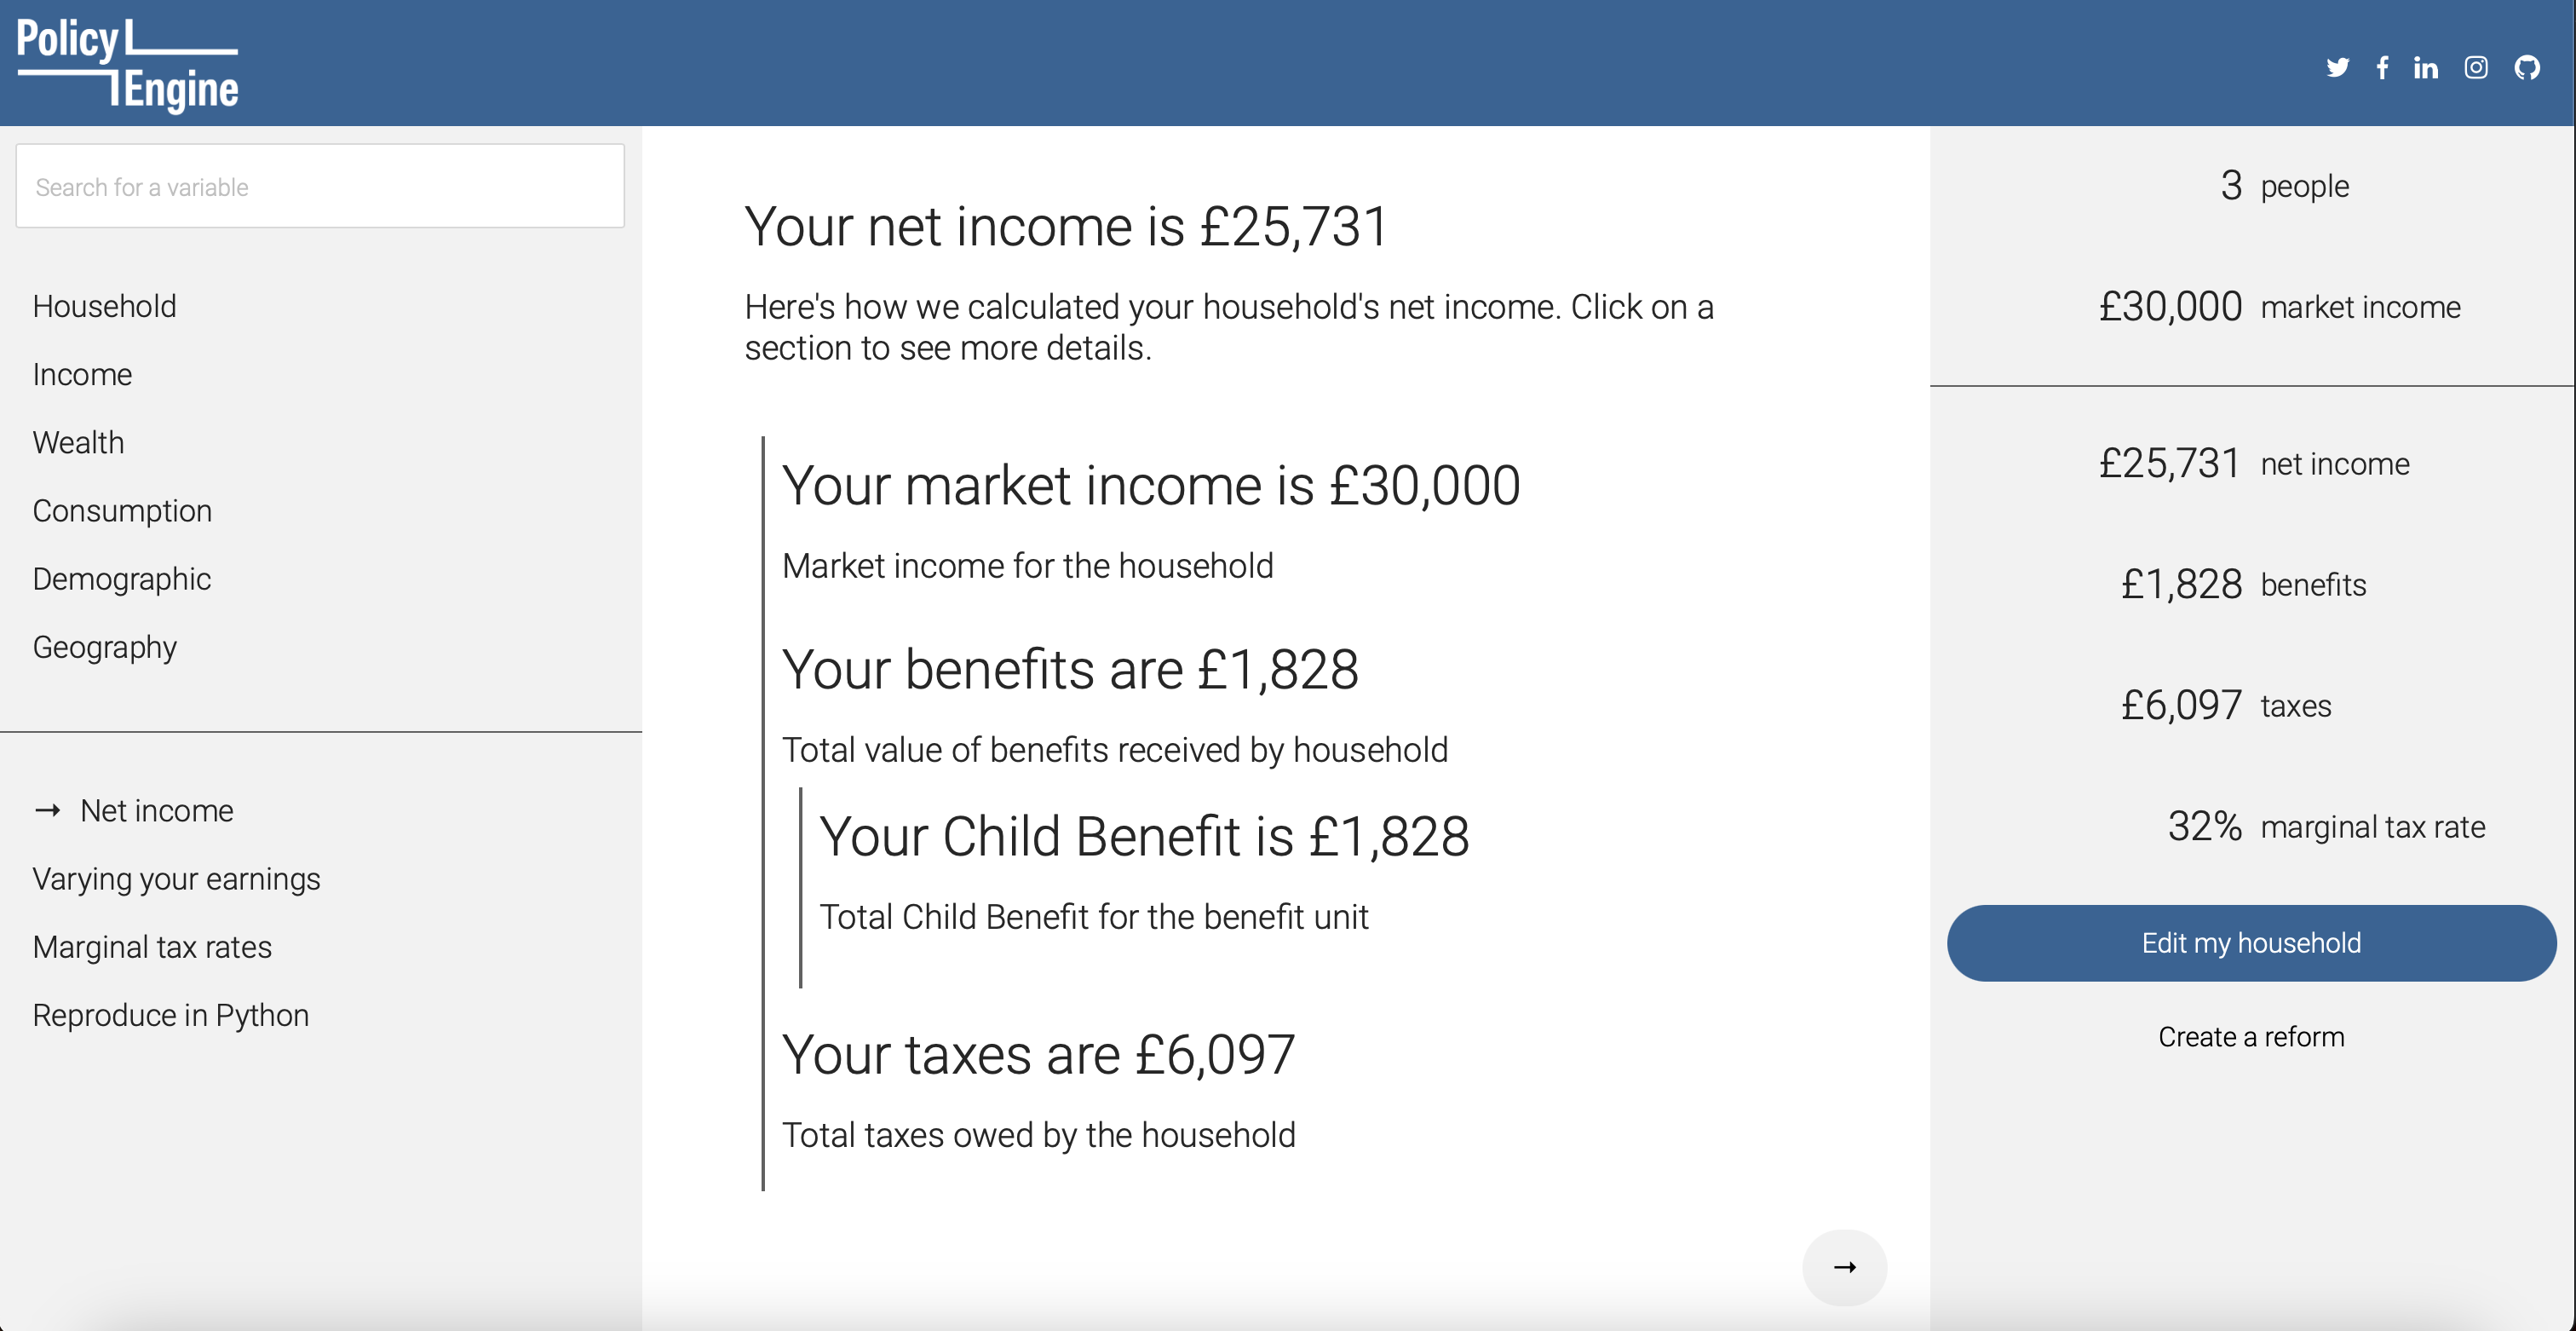 Policy
Engine
Search for a variable
Household
Income
Wealth
Consumption
Demographic
Geography
→ Net income
Varying your earnings
Marginal tax rates
Reproduce in Python
Your net income is £25,731
Here's how we calculated your household's net income. Click on a
section to see more details.
Your market income is £30,000
Market income for the household
Your benefits are £1,828
Total value of benefits received by household
Your Child Benefit is £1,828
Total Child Benefit for the benefit unit
Your taxes are £6,097
Total taxes owed by the household
→
3 people
£30,000 market income
£25,731 net income
£1,828 benefits
£6,097 taxes
32% marginal tax rate
Edit my household
Create a reform